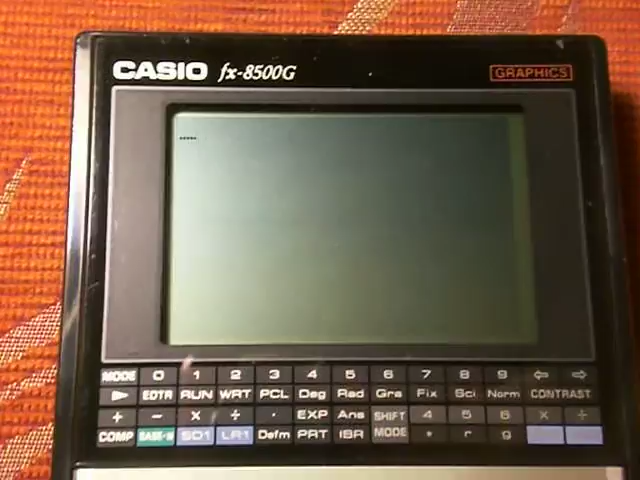 CASIO fx-8500G GRAPHICS
MODE 0 1 2 3 4 5 6 7 8 9 ⇦ ⇨
▶ EDTR RUN WRT PCL Deg Rad Gra Fix Sci Norm CONTRAST
+ − × ÷ · EXP Ans SHIFT 4 5 6 × ÷
COMP BASE-N SD1 LR1 Defm PRT ISR MODE r g